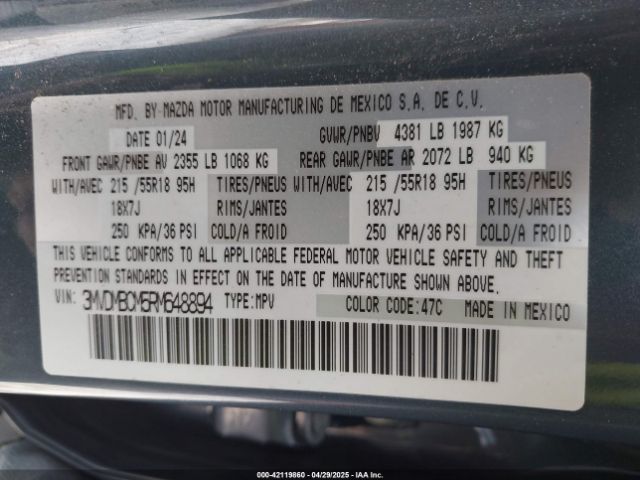 MFD. BY-MAZDA MOTOR MANUFACTURING DE MEXICO S.A. DE C.V.
DATE 01/24 GVWR/PNBV 4381 LB 1987 KG
FRONT GAWR/PNBE AV 2355 LB 1068 KG REAR GAWR/PNBE AR 2072 LB 940 KG
WITH/AVEC 215 /55R18 95H TIRES/PNEUS WITH/AVEC 215 /55R18 95H TIRES/PNEUS
18X7J RIMS/JANTES 18X7J RIMS/JANTES
250 KPA/36 PSI COLD/A FROID 250 KPA/36 PSI COLD/A FROID
THIS VEHICLE CONFORMS TO ALL APPLICABLE FEDERAL MOTOR VEHICLE SAFETY AND THEFT
PREVENTION STANDARDS IN EFFECT ON THE DATE OF MANUFACTURE SHOWN ABOVE.
VIN: 3MVDMBCM5RM648894 TYPE:MPV COLOR CODE:47C MADE IN MEXICO
000-42119860 04/29/2025 - IAAI.COM